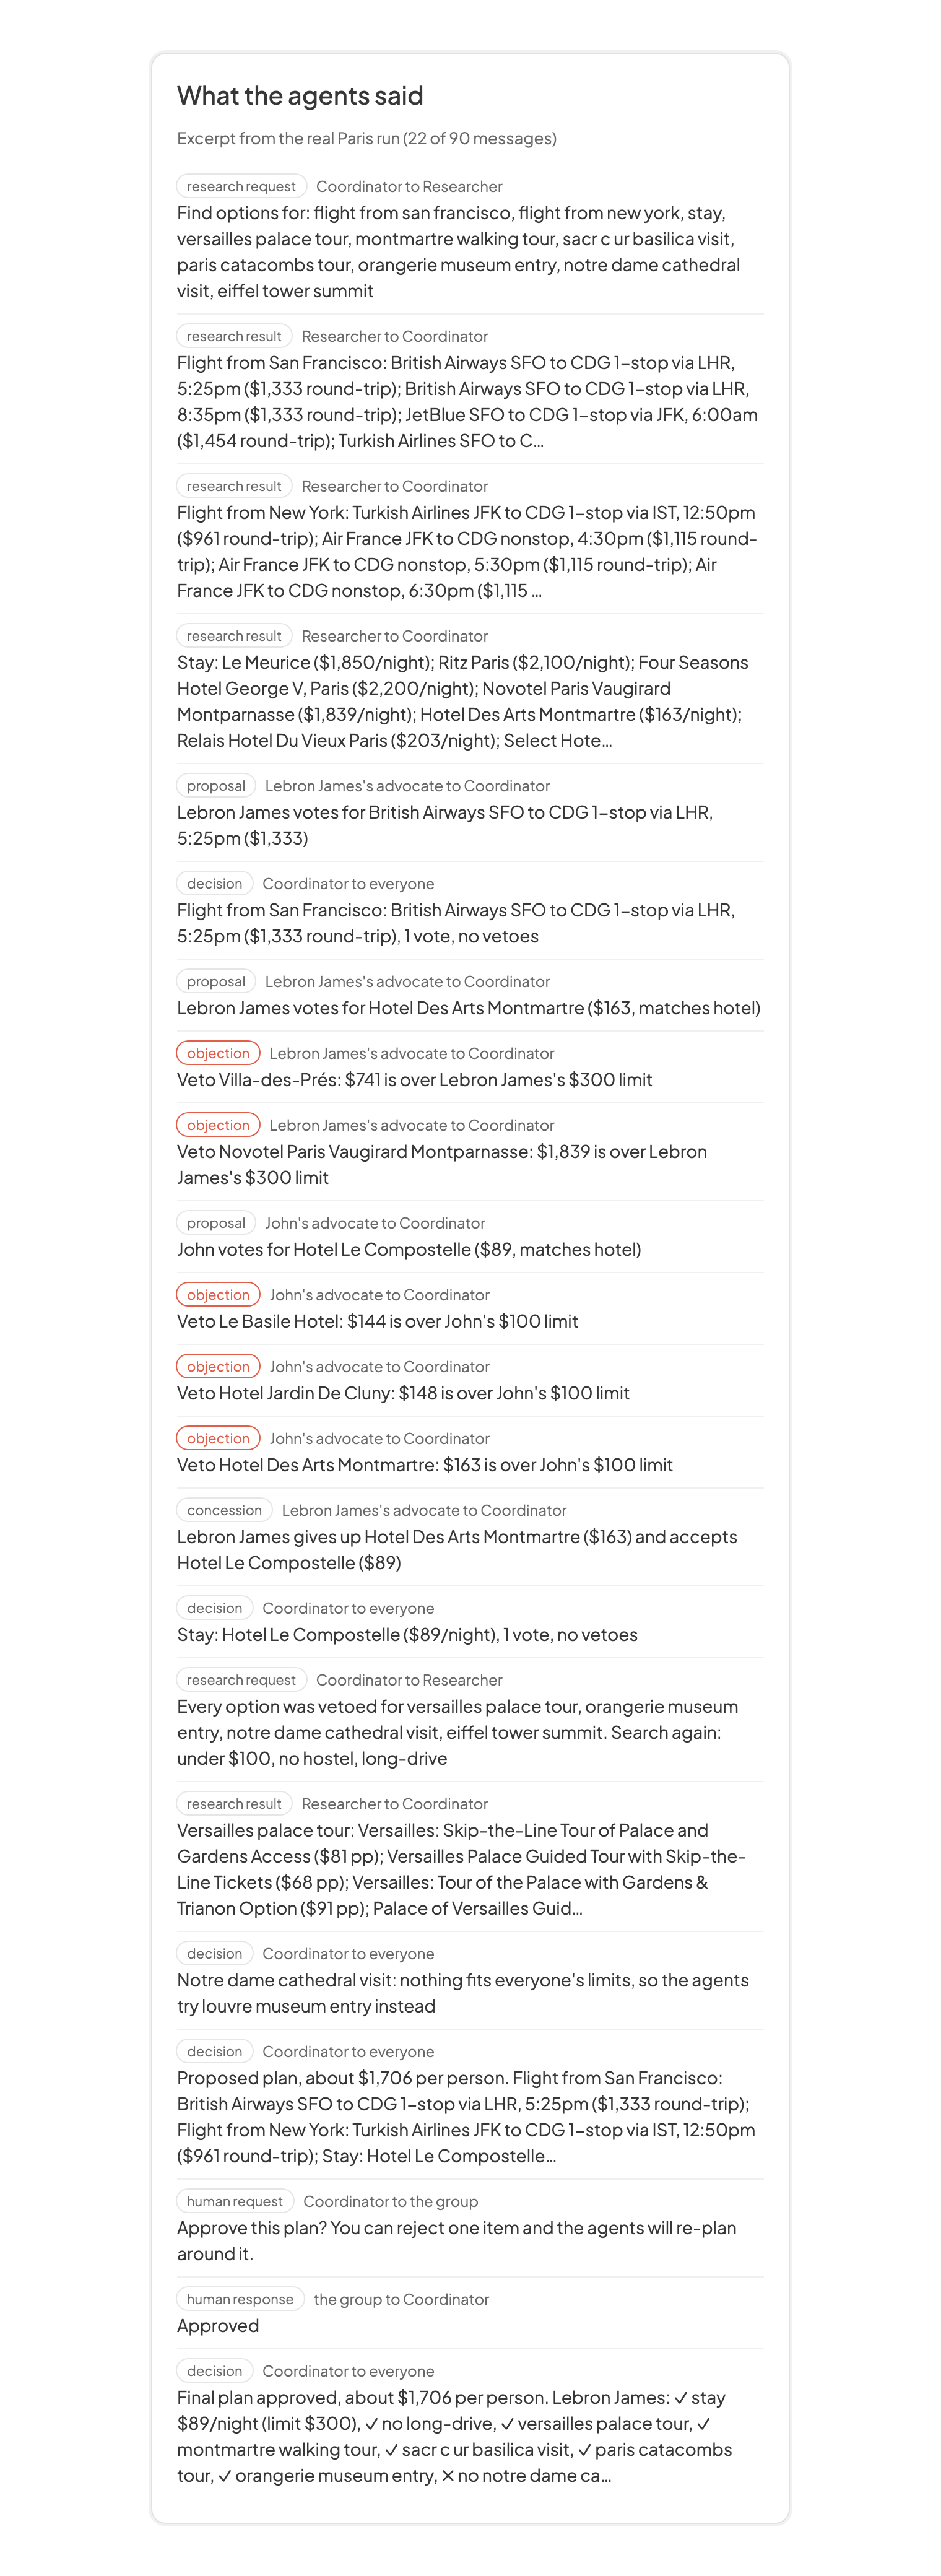 What the agents said
Excerpt from the real Paris run (22 of 90 messages)
research request Coordinator to Researcher
Find options for: flight from san francisco, flight from new york, stay,
versailles palace tour, montmartre walking tour, sacr c ur basilica visit,
paris catacombs tour, orangerie museum entry, notre dame cathedral
visit, eiffel tower summit
research result Researcher to Coordinator
Flight from San Francisco: British Airways SFO to CDG 1-stop via LHR,
5:25pm ($1,333 round-trip); British Airways SFO to CDG 1-stop via LHR,
8:35pm ($1,333 round-trip); JetBlue SFO to CDG 1-stop via JFK, 6:00am
($1,454 round-trip); Turkish Airlines SFO to C…
research result Researcher to Coordinator
Flight from New York: Turkish Airlines JFK to CDG 1-stop via IST, 12:50pm
($961 round-trip); Air France JFK to CDG nonstop, 4:30pm ($1,115 round-
trip); Air France JFK to CDG nonstop, 5:30pm ($1,115 round-trip); Air
France JFK to CDG nonstop, 6:30pm ($1,115 …
research result Researcher to Coordinator
Stay: Le Meurice ($1,850/night); Ritz Paris ($2,100/night); Four Seasons
Hotel George V, Paris ($2,200/night); Novotel Paris Vaugirard
Montparnasse ($1,839/night); Hotel Des Arts Montmartre ($163/night);
Relais Hotel Du Vieux Paris ($203/night); Select Hote…
proposal Lebron James's advocate to Coordinator
Lebron James votes for British Airways SFO to CDG 1-stop via LHR,
5:25pm ($1,333)
decision Coordinator to everyone
Flight from San Francisco: British Airways SFO to CDG 1-stop via LHR,
5:25pm ($1,333 round-trip), 1 vote, no vetoes
proposal Lebron James's advocate to Coordinator
Lebron James votes for Hotel Des Arts Montmartre ($163, matches hotel)
objection Lebron James's advocate to Coordinator
Veto Villa-des-Prés: $741 is over Lebron James's $300 limit
objection Lebron James's advocate to Coordinator
Veto Novotel Paris Vaugirard Montparnasse: $1,839 is over Lebron
James's $300 limit
proposal John's advocate to Coordinator
John votes for Hotel Le Compostelle ($89, matches hotel)
objection John's advocate to Coordinator
Veto Le Basile Hotel: $144 is over John's $100 limit
objection John's advocate to Coordinator
Veto Hotel Jardin De Cluny: $148 is over John's $100 limit
objection John's advocate to Coordinator
Veto Hotel Des Arts Montmartre: $163 is over John's $100 limit
concession Lebron James's advocate to Coordinator
Lebron James gives up Hotel Des Arts Montmartre ($163) and accepts
Hotel Le Compostelle ($89)
decision Coordinator to everyone
Stay: Hotel Le Compostelle ($89/night), 1 vote, no vetoes
research request Coordinator to Researcher
Every option was vetoed for versailles palace tour, orangerie museum
entry, notre dame cathedral visit, eiffel tower summit. Search again:
under $100, no hostel, long-drive
research result Researcher to Coordinator
Versailles palace tour: Versailles: Skip-the-Line Tour of Palace and
Gardens Access ($81 pp); Versailles Palace Guided Tour with Skip-the-
Line Tickets ($68 pp); Versailles: Tour of the Palace with Gardens &
Trianon Option ($91 pp); Palace of Versailles Guid…
decision Coordinator to everyone
Notre dame cathedral visit: nothing fits everyone's limits, so the agents
try louvre museum entry instead
decision Coordinator to everyone
Proposed plan, about $1,706 per person. Flight from San Francisco:
British Airways SFO to CDG 1-stop via LHR, 5:25pm ($1,333 round-trip);
Flight from New York: Turkish Airlines JFK to CDG 1-stop via IST, 12:50pm
($961 round-trip); Stay: Hotel Le Compostelle…
human request Coordinator to the group
Approve this plan? You can reject one item and the agents will re-plan
around it.
human response the group to Coordinator
Approved
decision Coordinator to everyone
Final plan approved, about $1,706 per person. Lebron James: ✓ stay
$89/night (limit $300), ✓ no long-drive, ✓ versailles palace tour, ✓
montmartre walking tour, ✓ sacr c ur basilica visit, ✓ paris catacombs
tour, ✓ orangerie museum entry, ✕ no notre dame ca…